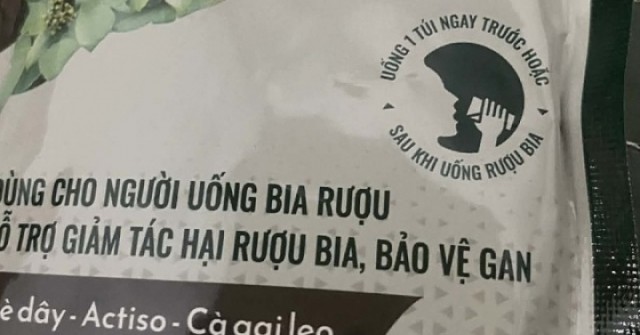 UỐNG 1 TÚI NGAY TRƯỚC HOẶC
SAU KHI UỐNG RƯỢU BIA
DÙNG CHO NGƯỜI UỐNG BIA RƯỢU
TRỢ GIẢM TÁC HẠI RƯỢU BIA, BẢO VỆ GAN
dây - Actiso - Cà gai leo